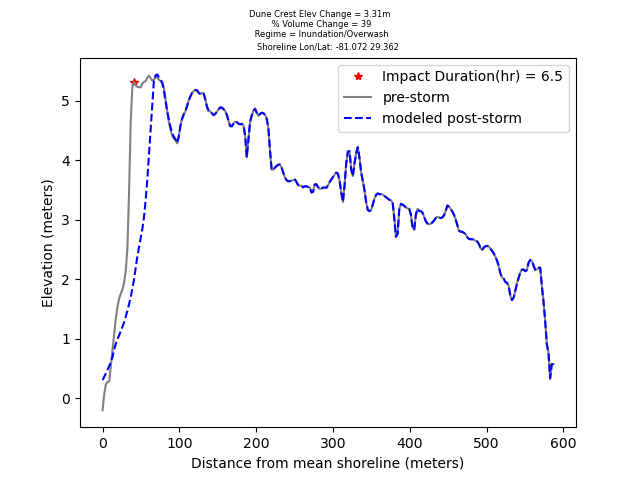 Dune Crest Elev Change = 3.31m
% Volume Change = 39
Regime = Inundation/Overwash
Shoreline Lon/Lat: -81.072 29.362
Impact Duration(hr) = 6.5
pre-storm
modeled post-storm
Elevation (meters)
5
4
3
2
1
0
0 100 200 300 400 500 600
Distance from mean shoreline (meters)